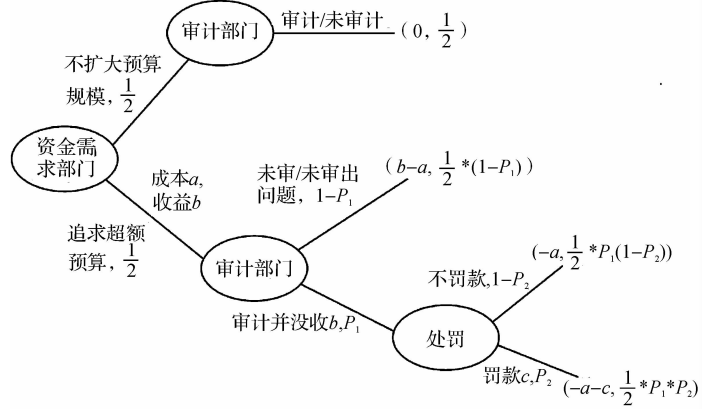 审计部门
审计/未审计
(0, 1/2)
不扩大预算
规模, 1/2
资金需
求部门
成本a,
收益b
未审/未审出
问题, 1–P₁
(b–a, 1/2*(1–P₁))
追求超额
预算, 1/2
审计部门
(–a, 1/2*P₁(1–P₂))
不罚款,1–P₂
审计并没收b,P₁
处罚
罚款c,P₂
(–a–c, 1/2*P₁*P₂)